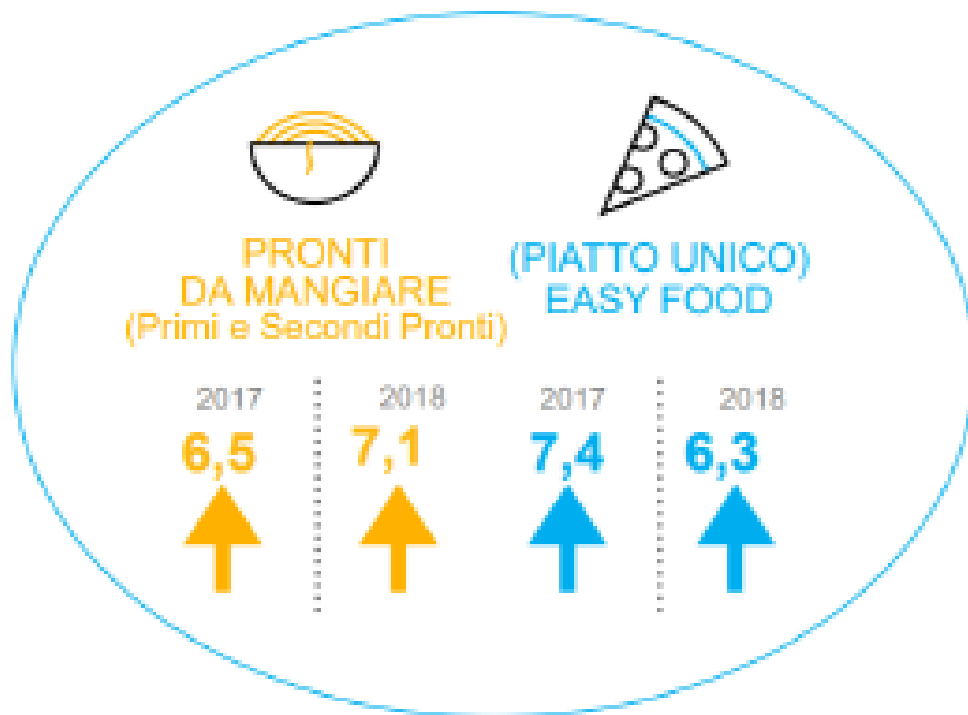 PRONTI
DA MANGIARE
(Primi e Secondi Pronti)
(PIATTO UNICO)
EASY FOOD
2017
2018
2017
2018
6,5
7,1
7,4
6,3